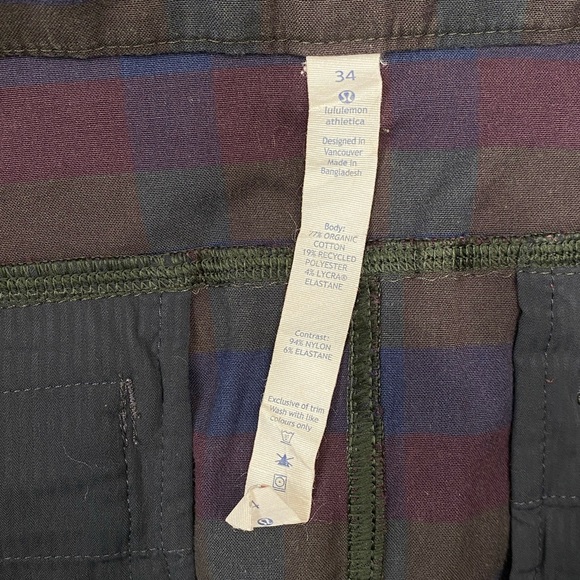 34
lululemon
athletica
Designed in
Vancouver
Made in
Bangladesh
Body:
77% ORGANIC
COTTON
19% RECYCLED
POLYESTER
4% LYCRA®
ELASTANE
Contrast:
94% NYLON
6% ELASTANE
Exclusive of trim
Wash with like
colours only